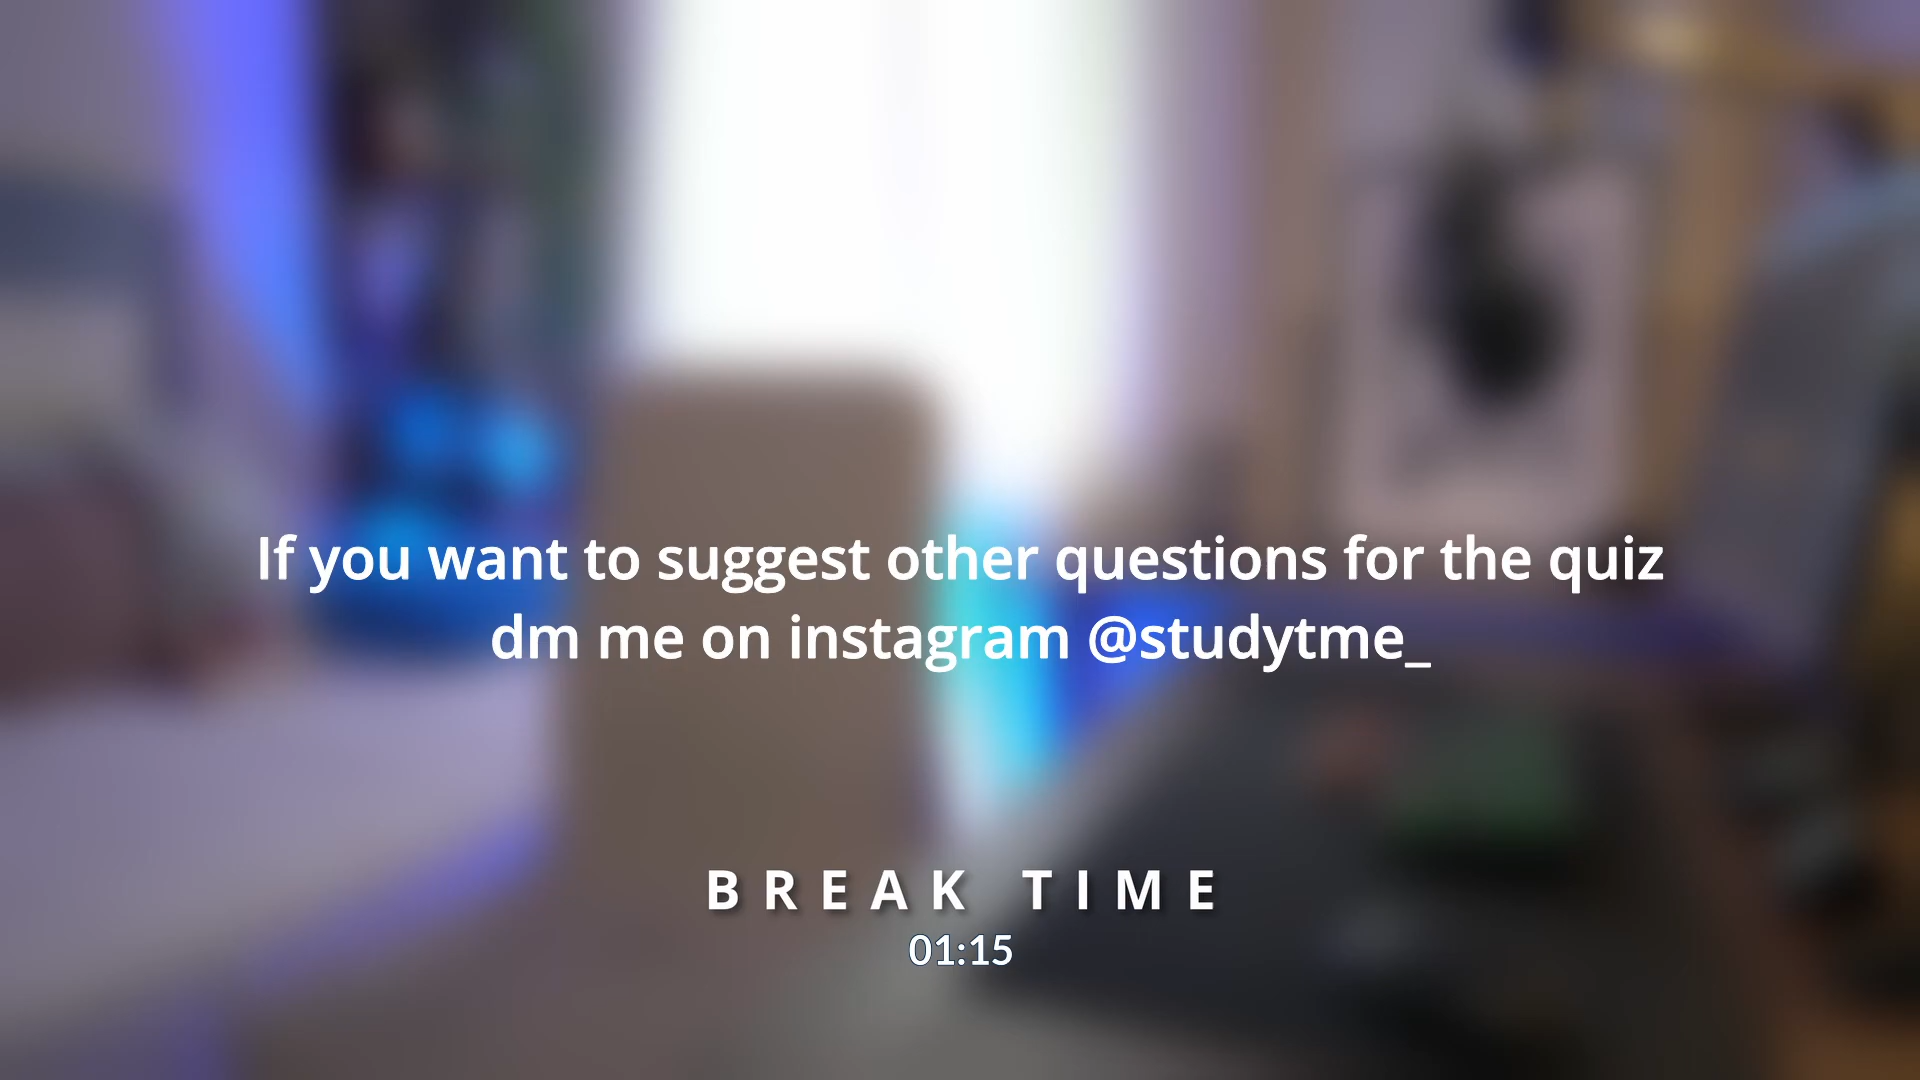 If you want to suggest other questions for the quiz
dm me on instagram @studytme_
BREAK TIME
01:15